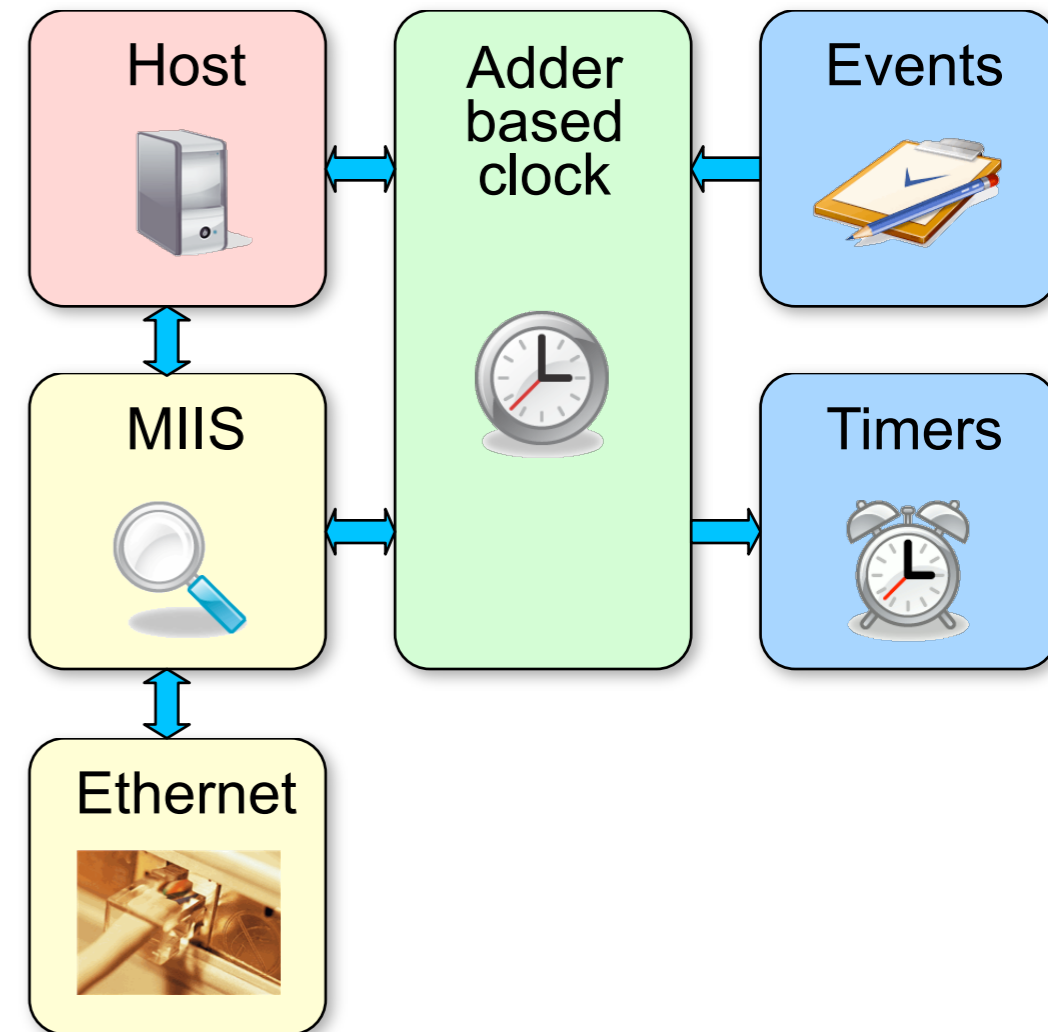 Host
Adder
based
clock
Events
MIIS
Timers
Ethernet